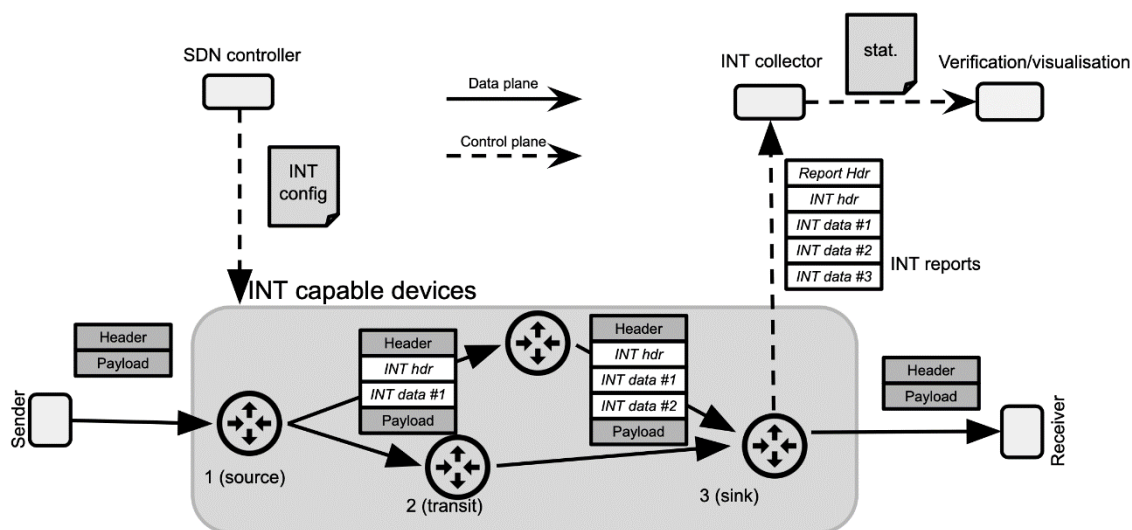 SDN controller
Data plane
Control plane
INT
config
INT collector
stat.
Verification/visualisation
Report Hdr
INT hdr
INT data #1
INT data #2
INT data #3
INT reports
INT capable devices
Header
Payload
Sender
1 (source)
Header
INT hdr
INT data #1
Payload
2 (transit)
Header
INT hdr
INT data #1
INT data #2
Payload
3 (sink)
Header
Payload
Receiver